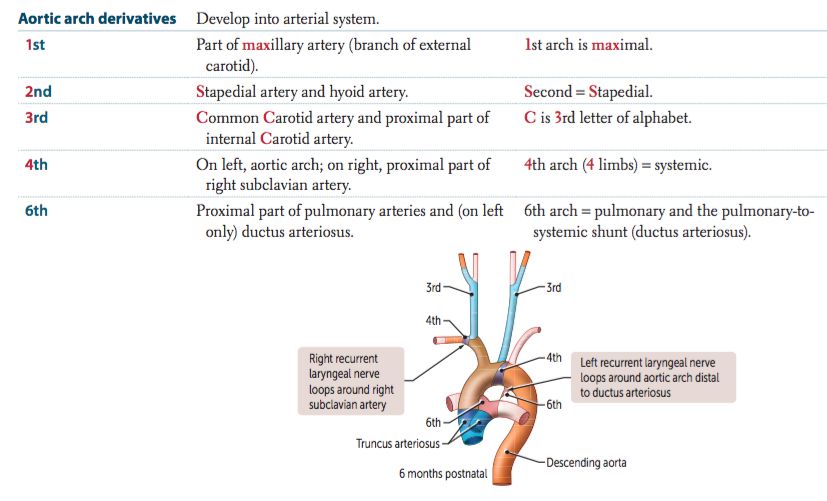 Aortic arch derivatives Develop into arterial system.
1st Part of maxillary artery (branch of external 1st arch is maximal.
carotid).
2nd Stapedial artery and hyoid artery. Second = Stapedial.
3rd Common Carotid artery and proximal part of C is 3rd letter of alphabet.
internal Carotid artery.
4th On left, aortic arch; on right, proximal part of 4th arch (4 limbs) = systemic.
right subclavian artery.
6th Proximal part of pulmonary arteries and (on left 6th arch = pulmonary and the pulmonary-to-
only) ductus arteriosus. systemic shunt (ductus arteriosus).
3rd 3rd
4th
Right recurrent
laryngeal nerve
loops around right
subclavian artery
4th
Left recurrent laryngeal nerve
loops around aortic arch distal
to ductus arteriosus
6th
6th
Truncus arteriosus
Descending aorta
6 months postnatal